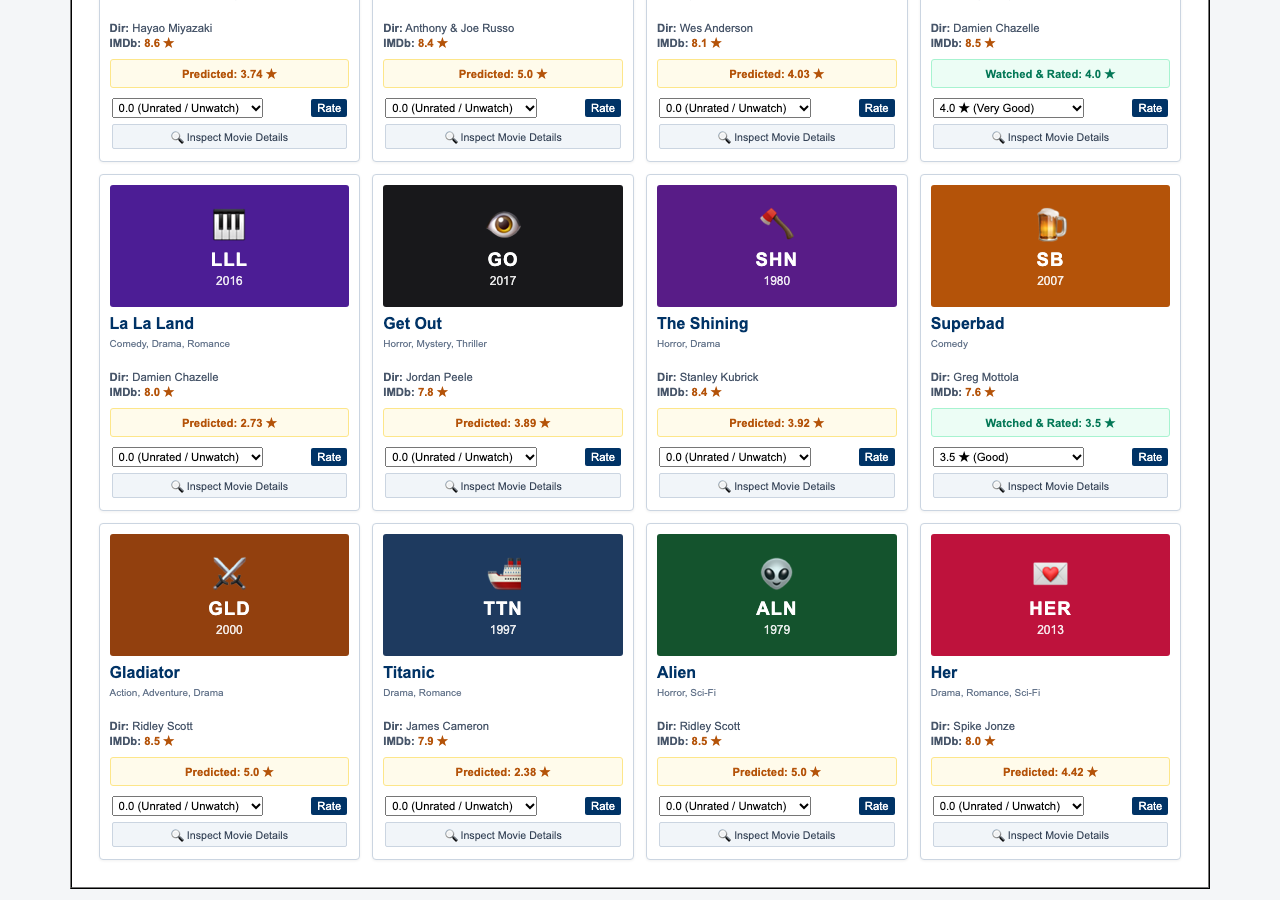 Dir: Hayao Miyazaki
IMDb: 8.6 ★
Predicted: 3.74 ★
0.0 (Unrated / Unwatch) Rate
🔍 Inspect Movie Details
Dir: Anthony & Joe Russo
IMDb: 8.4 ★
Predicted: 5.0 ★
0.0 (Unrated / Unwatch) Rate
🔍 Inspect Movie Details
Dir: Wes Anderson
IMDb: 8.1 ★
Predicted: 4.03 ★
0.0 (Unrated / Unwatch) Rate
🔍 Inspect Movie Details
Dir: Damien Chazelle
IMDb: 8.5 ★
Watched & Rated: 4.0 ★
4.0 ★ (Very Good) Rate
🔍 Inspect Movie Details
LLL
2016
La La Land
Comedy, Drama, Romance
Dir: Damien Chazelle
IMDb: 8.0 ★
Predicted: 2.73 ★
0.0 (Unrated / Unwatch) Rate
🔍 Inspect Movie Details
GO
2017
Get Out
Horror, Mystery, Thriller
Dir: Jordan Peele
IMDb: 7.8 ★
Predicted: 3.89 ★
0.0 (Unrated / Unwatch) Rate
🔍 Inspect Movie Details
SHN
1980
The Shining
Horror, Drama
Dir: Stanley Kubrick
IMDb: 8.4 ★
Predicted: 3.92 ★
0.0 (Unrated / Unwatch) Rate
🔍 Inspect Movie Details
SB
2007
Superbad
Comedy
Dir: Greg Mottola
IMDb: 7.6 ★
Watched & Rated: 3.5 ★
3.5 ★ (Good) Rate
🔍 Inspect Movie Details
GLD
2000
Gladiator
Action, Adventure, Drama
Dir: Ridley Scott
IMDb: 8.5 ★
Predicted: 5.0 ★
0.0 (Unrated / Unwatch) Rate
🔍 Inspect Movie Details
TTN
1997
Titanic
Drama, Romance
Dir: James Cameron
IMDb: 7.9 ★
Predicted: 2.38 ★
0.0 (Unrated / Unwatch) Rate
🔍 Inspect Movie Details
ALN
1979
Alien
Horror, Sci-Fi
Dir: Ridley Scott
IMDb: 8.5 ★
Predicted: 5.0 ★
0.0 (Unrated / Unwatch) Rate
🔍 Inspect Movie Details
HER
2013
Her
Drama, Romance, Sci-Fi
Dir: Spike Jonze
IMDb: 8.0 ★
Predicted: 4.42 ★
0.0 (Unrated / Unwatch) Rate
🔍 Inspect Movie Details